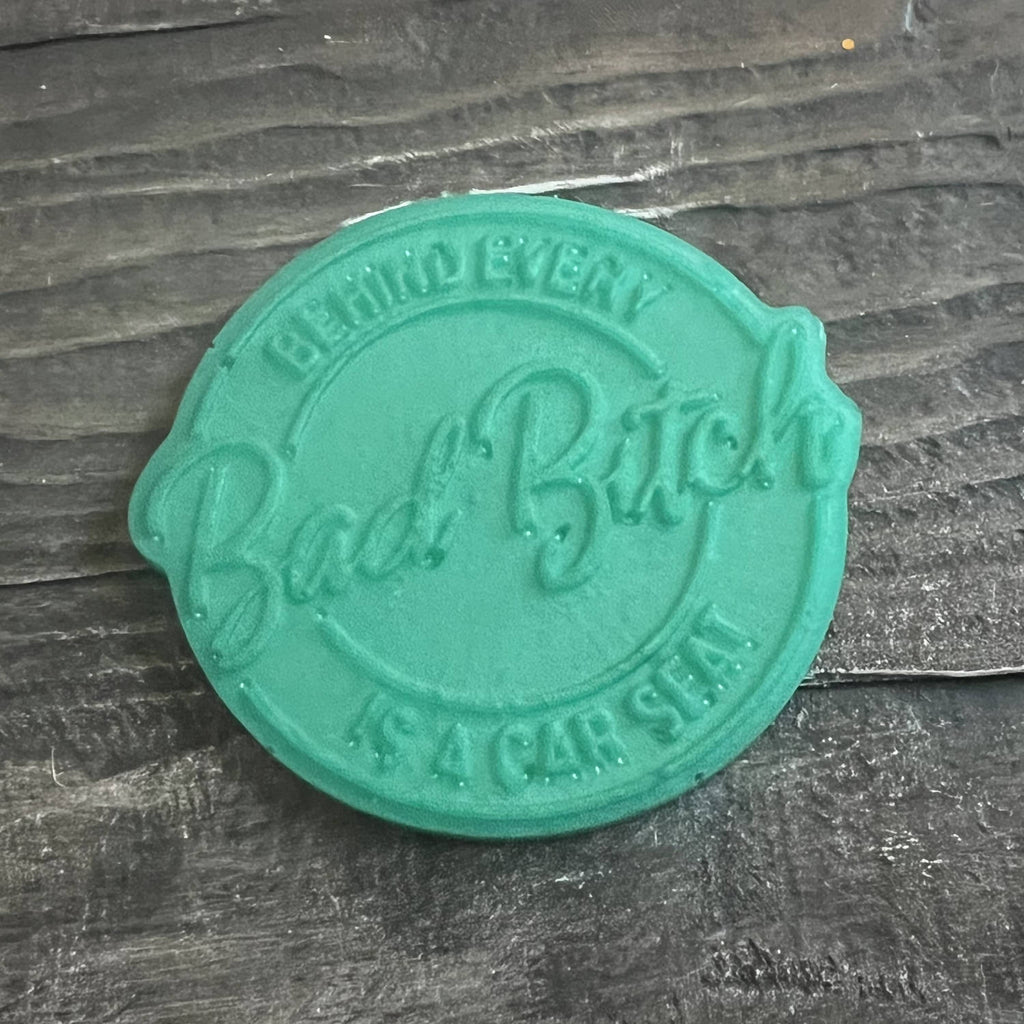 BEHIND EVERY
Bad Bitch
IS A CAR SEAT